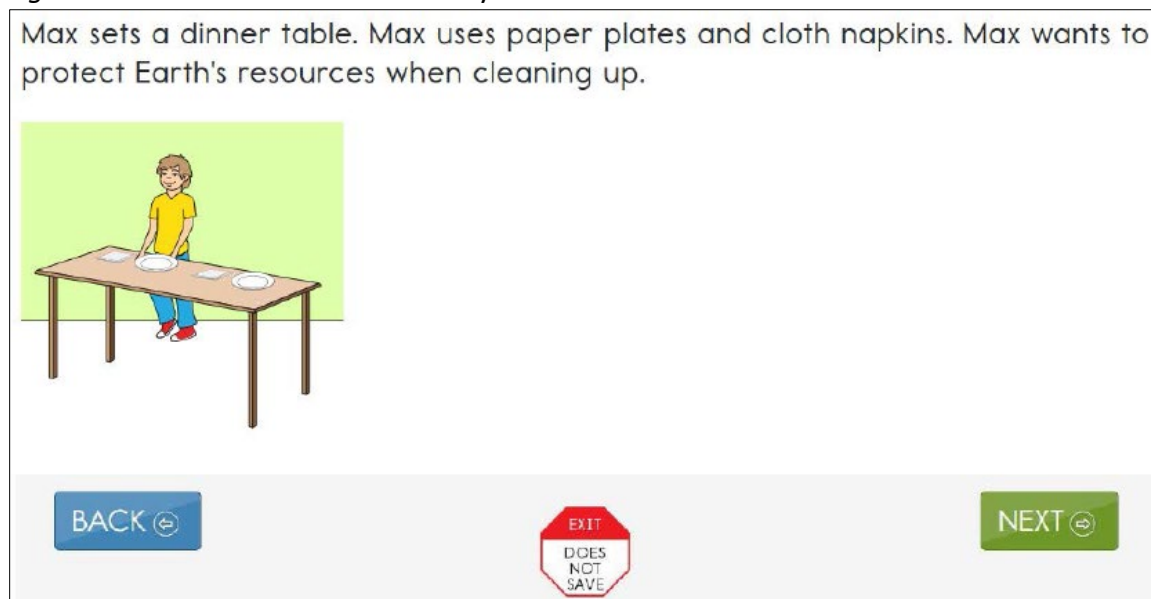 Max sets a dinner table. Max uses paper plates and cloth napkins. Max wants to
protect Earth's resources when cleaning up.
BACK
EXIT
DOES
NOT
SAVE
NEXT